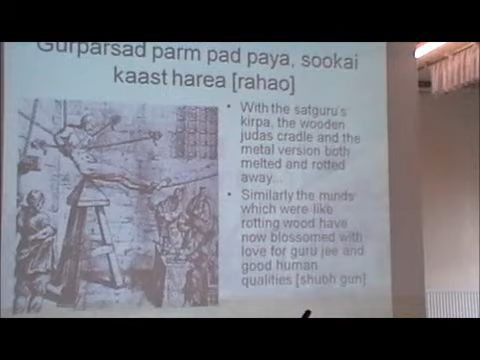 Gurparsad parm pad paya, sookai
kaast harea [rahao]
• With the satguru's
kirpa, the wooden
judas cradle and the
metal version both
melted and rotted
away...
• Similarly the minds
which were like
rotting wood have
now blossomed with
love for guru jee and
good human
qualities [shubh gun]